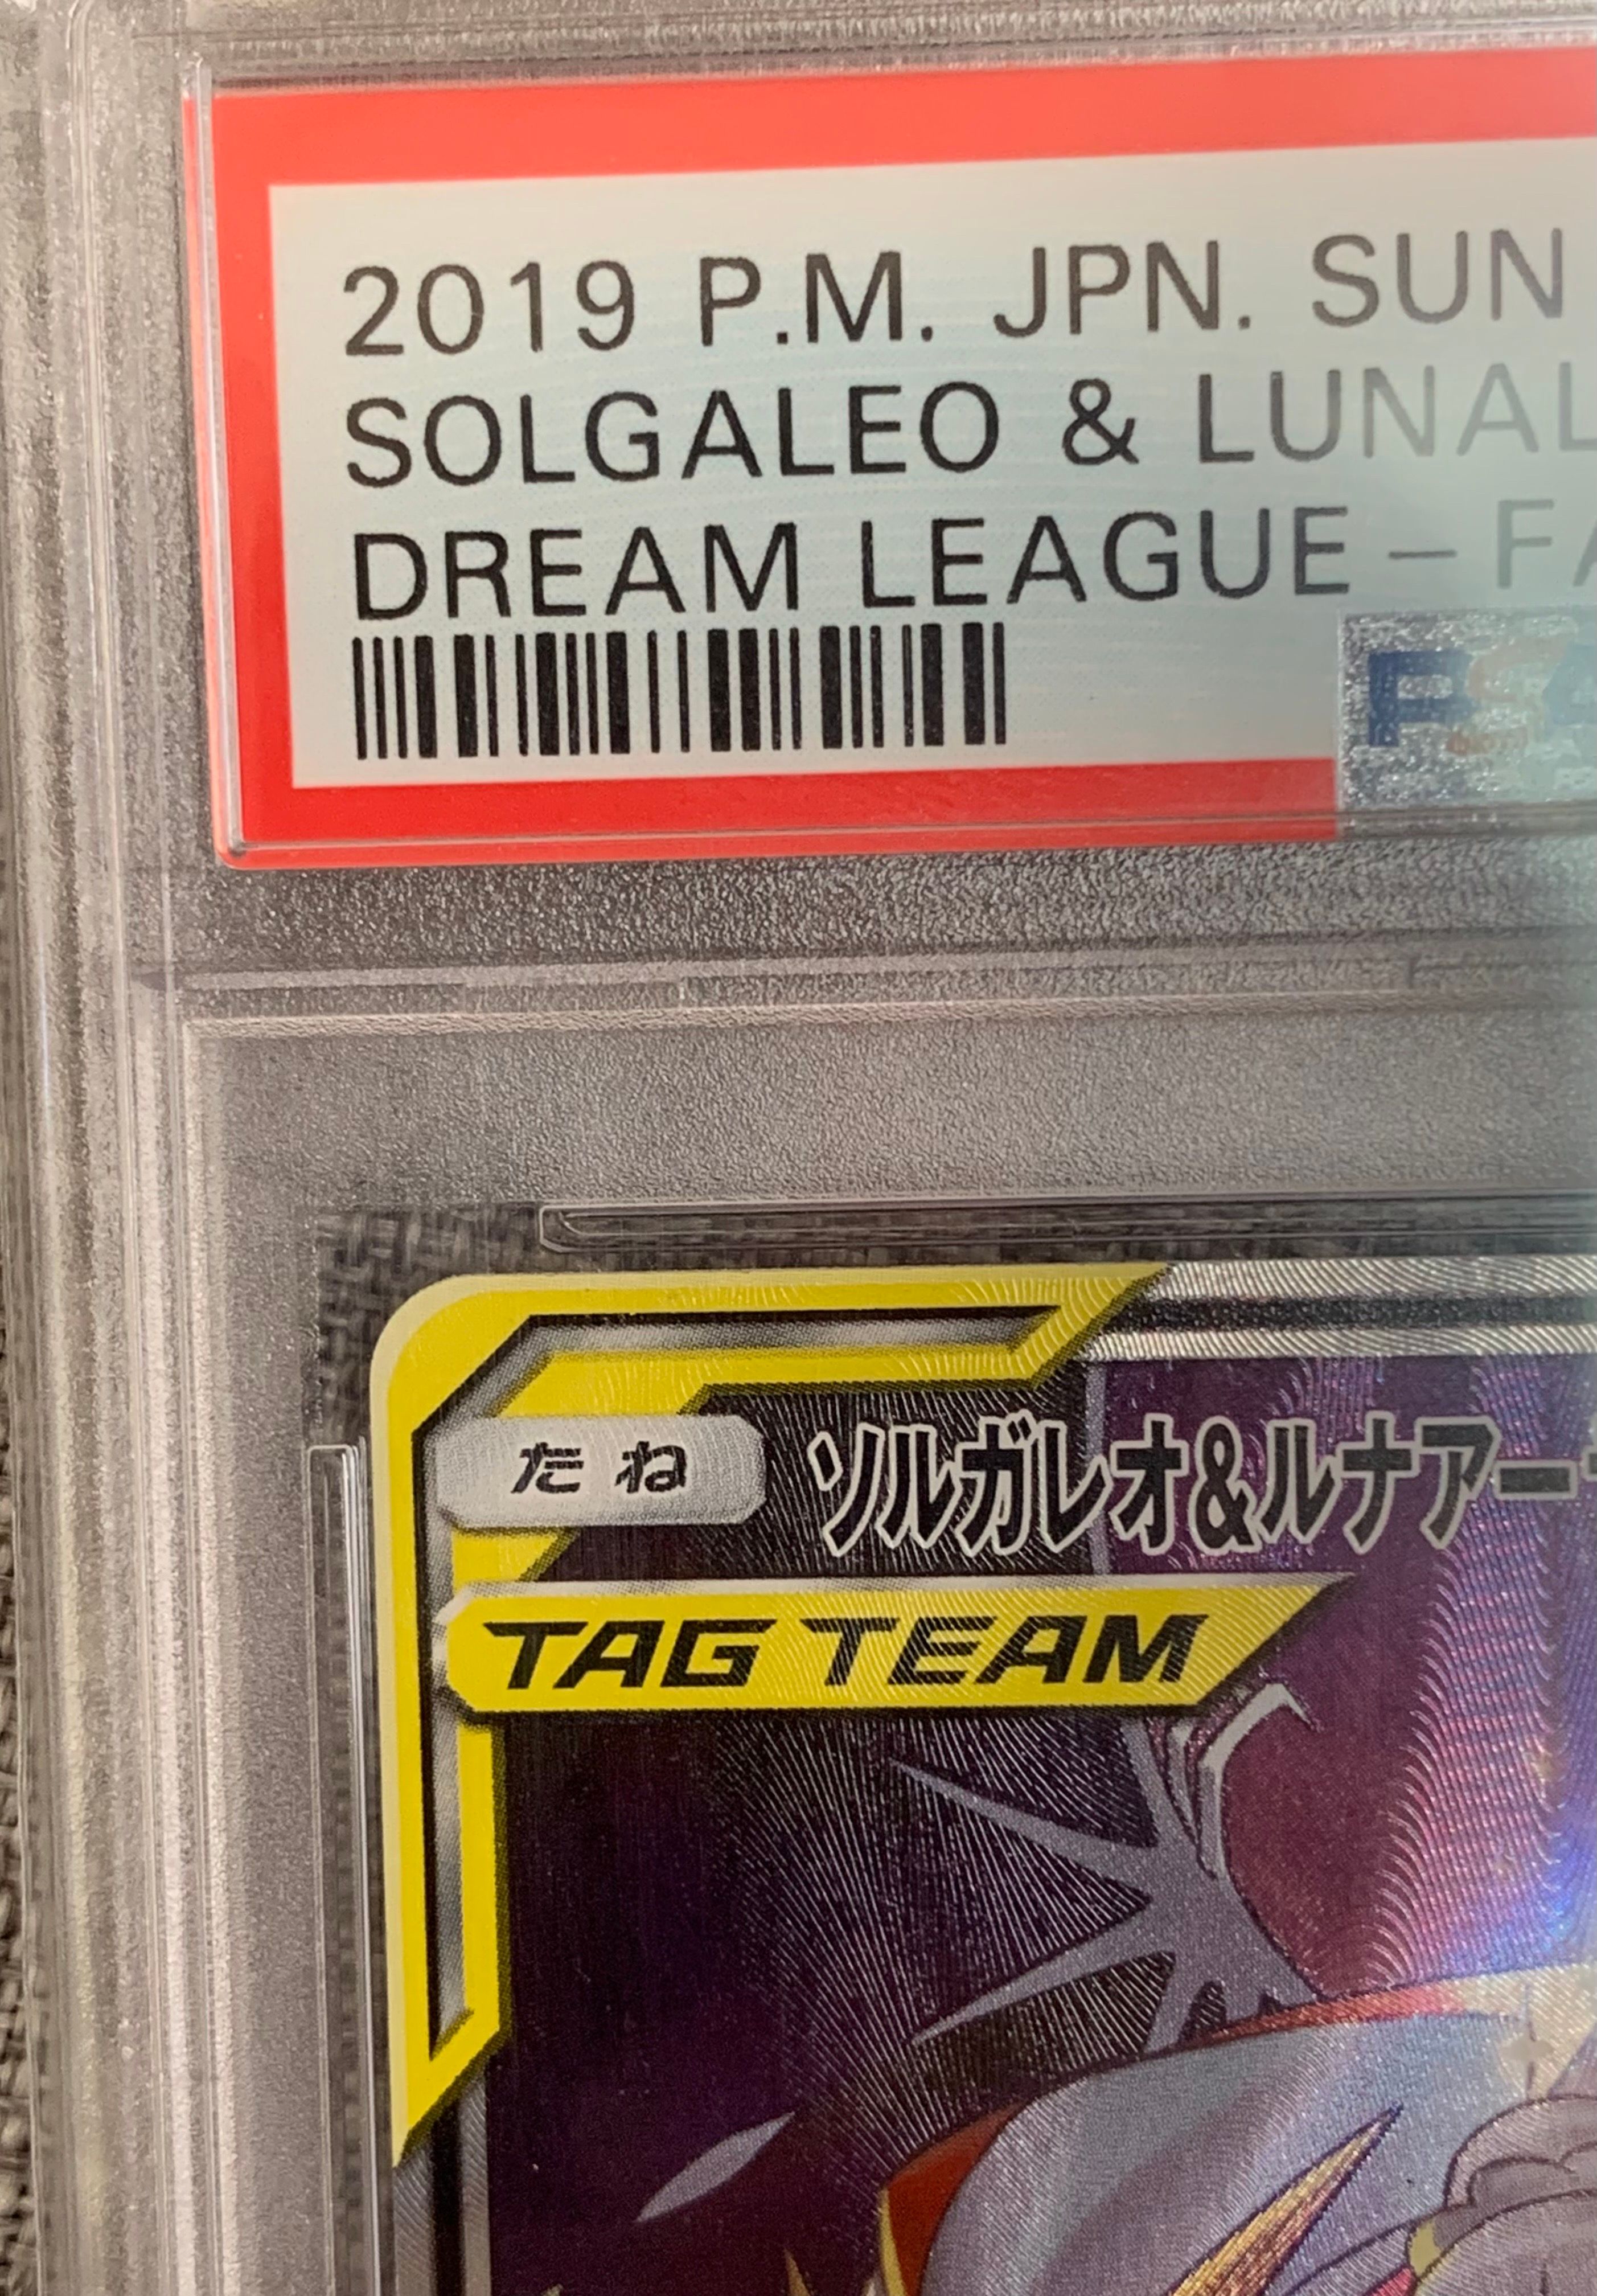 2019 P.M. JPN. SUN
SOLGALEO & LUNAL
DREAM LEAGUE – FA
PSA
たね ソルガレオ&ルナアー
TAG TEAM